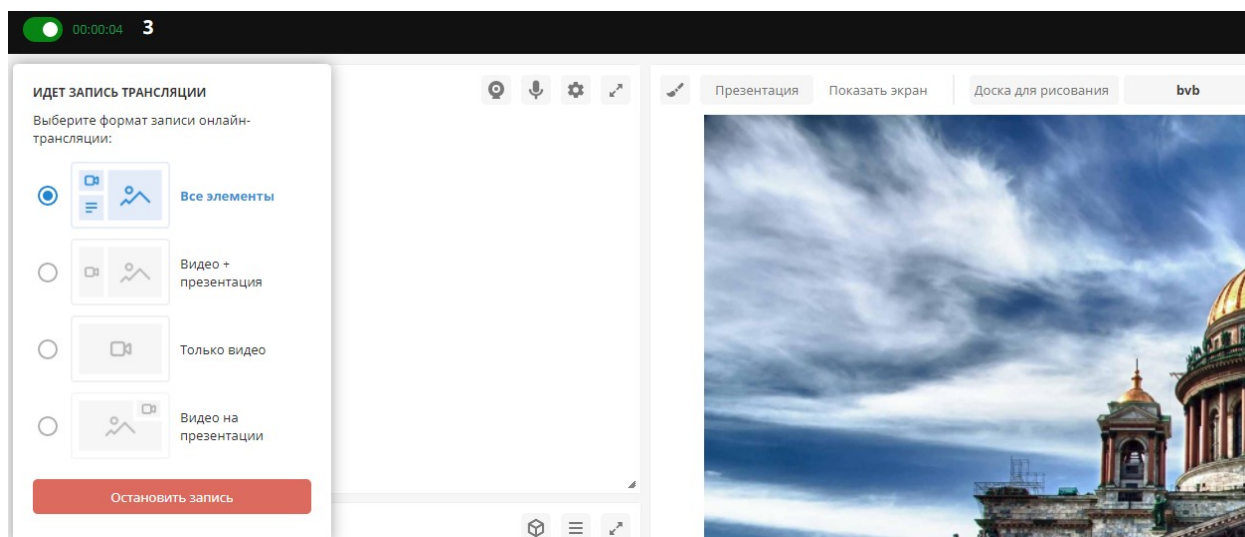 00:00:04 3
ИДЕТ ЗАПИСЬ ТРАНСЛЯЦИИ
Выберите формат записи онлайн-
трансляции:
Все элементы
Видео +
презентация
Только видео
Видео на
презентации
Остановить запись
Презентация Показать экран Доска для рисования bvb